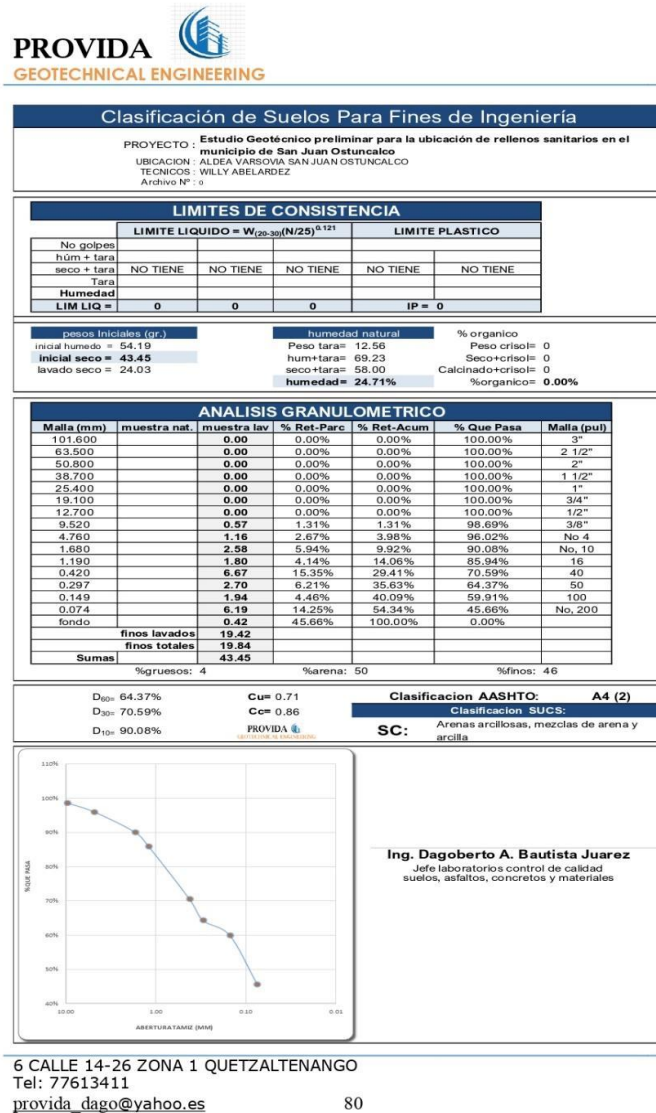 PROVIDA
GEOTECHNICAL ENGINEERING
Clasificación de Suelos Para Fines de Ingeniería
PROYECTO : Estudio Geotécnico preliminar para la ubicación de rellenos sanitarios en el
municipio de San Juan Ostuncalco
UBICACION : ALDEA VARSOVIA SAN JUAN OSTUNCALCO
TECNICOS : WILLY ABELARDEZ
Archivo Nº : 0
LIMITES DE CONSISTENCIA
LIMITE LIQUIDO = W(20-30)(N/25)^0.121 LIMITE PLASTICO
No golpes
húm + tara
seco + tara NO TIENE NO TIENE NO TIENE NO TIENE NO TIENE
Tara
Humedad
LIM LIQ = 0 0 0 IP = 0
pesos Iniciales (gr.) humedad natural % organico
inicial humedo = 54.19 Peso tara= 12.56 Peso crisol= 0
inicial seco = 43.45 hum+tara= 69.23 Seco+crisol= 0
lavado seco = 24.03 seco+tara= 58.00 Calcinado+crisol= 0
humedad= 24.71% %organico= 0.00%
ANALISIS GRANULOMETRICO
Malla (mm) muestra nat. muestra lav % Ret-Parc % Ret-Acum % Que Pasa Malla (pul)
101.600 0.00 0.00% 0.00% 100.00% 3"
63.500 0.00 0.00% 0.00% 100.00% 2 1/2"
50.800 0.00 0.00% 0.00% 100.00% 2"
38.700 0.00 0.00% 0.00% 100.00% 1 1/2"
25.400 0.00 0.00% 0.00% 100.00% 1"
19.100 0.00 0.00% 0.00% 100.00% 3/4"
12.700 0.00 0.00% 0.00% 100.00% 1/2"
9.520 0.57 1.31% 1.31% 98.69% 3/8"
4.760 1.16 2.67% 3.98% 96.02% No 4
1.680 2.58 5.94% 9.92% 90.08% No, 10
1.190 1.80 4.14% 14.06% 85.94% 16
0.420 6.67 15.35% 29.41% 70.59% 40
0.297 2.70 6.21% 35.63% 64.37% 50
0.149 1.94 4.46% 40.09% 59.91% 100
0.074 6.19 14.25% 54.34% 45.66% No, 200
fondo 0.42 45.66% 100.00% 0.00%
finos lavados 19.42
finos totales 19.84
Sumas 43.45
%gruesos: 4 %arena: 50 %finos: 46
D60= 64.37% Cu= 0.71 Clasificacion AASHTO: A4 (2)
D30= 70.59% Cc= 0.86 Clasificacion SUCS:
D10= 90.08% PROVIDA SC: Arenas arcillosas, mezclas de arena y
GEOTECHNICAL ENGINEERING arcilla
110%
100%
90%
80%
70%
60%
50%
40%
% QUE PASA
10.00 1.00 0.10 0.01
ABERTURA TAMIZ (MM)
Ing. Dagoberto A. Bautista Juarez
Jefe laboratorios control de calidad
suelos, asfaltos, concretos y materiales
6 CALLE 14-26 ZONA 1 QUETZALTENANGO
Tel: 77613411
provida_dago@yahoo.es 80